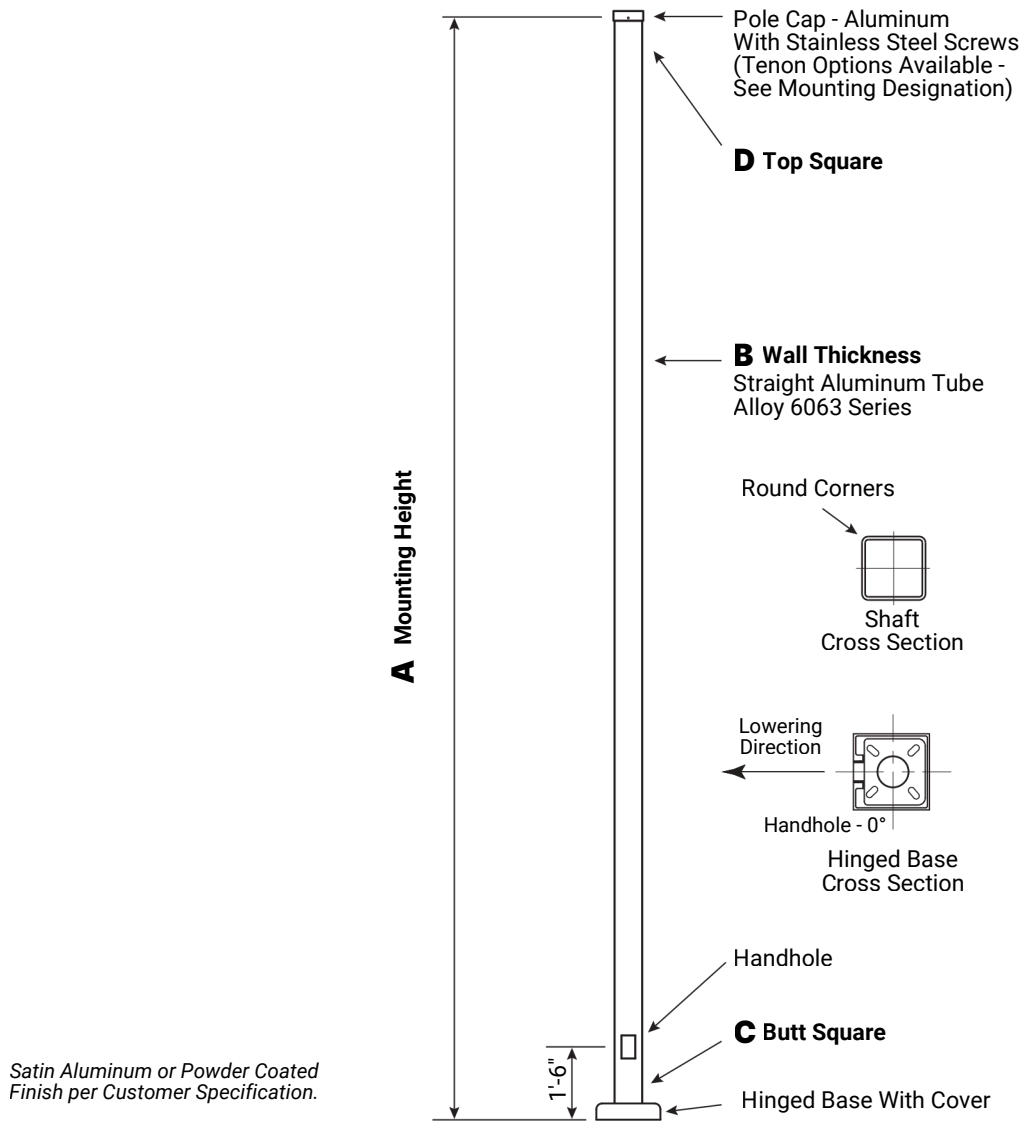 Pole Cap - Aluminum
With Stainless Steel Screws
(Tenon Options Available -
See Mounting Designation)
D Top Square
B Wall Thickness
Straight Aluminum Tube
Alloy 6063 Series
A Mounting Height
Round Corners
Shaft
Cross Section
Lowering
Direction
Handhole - 0°
Hinged Base
Cross Section
Handhole
C Butt Square
1'-6"
Hinged Base With Cover
Satin Aluminum or Powder Coated
Finish per Customer Specification.